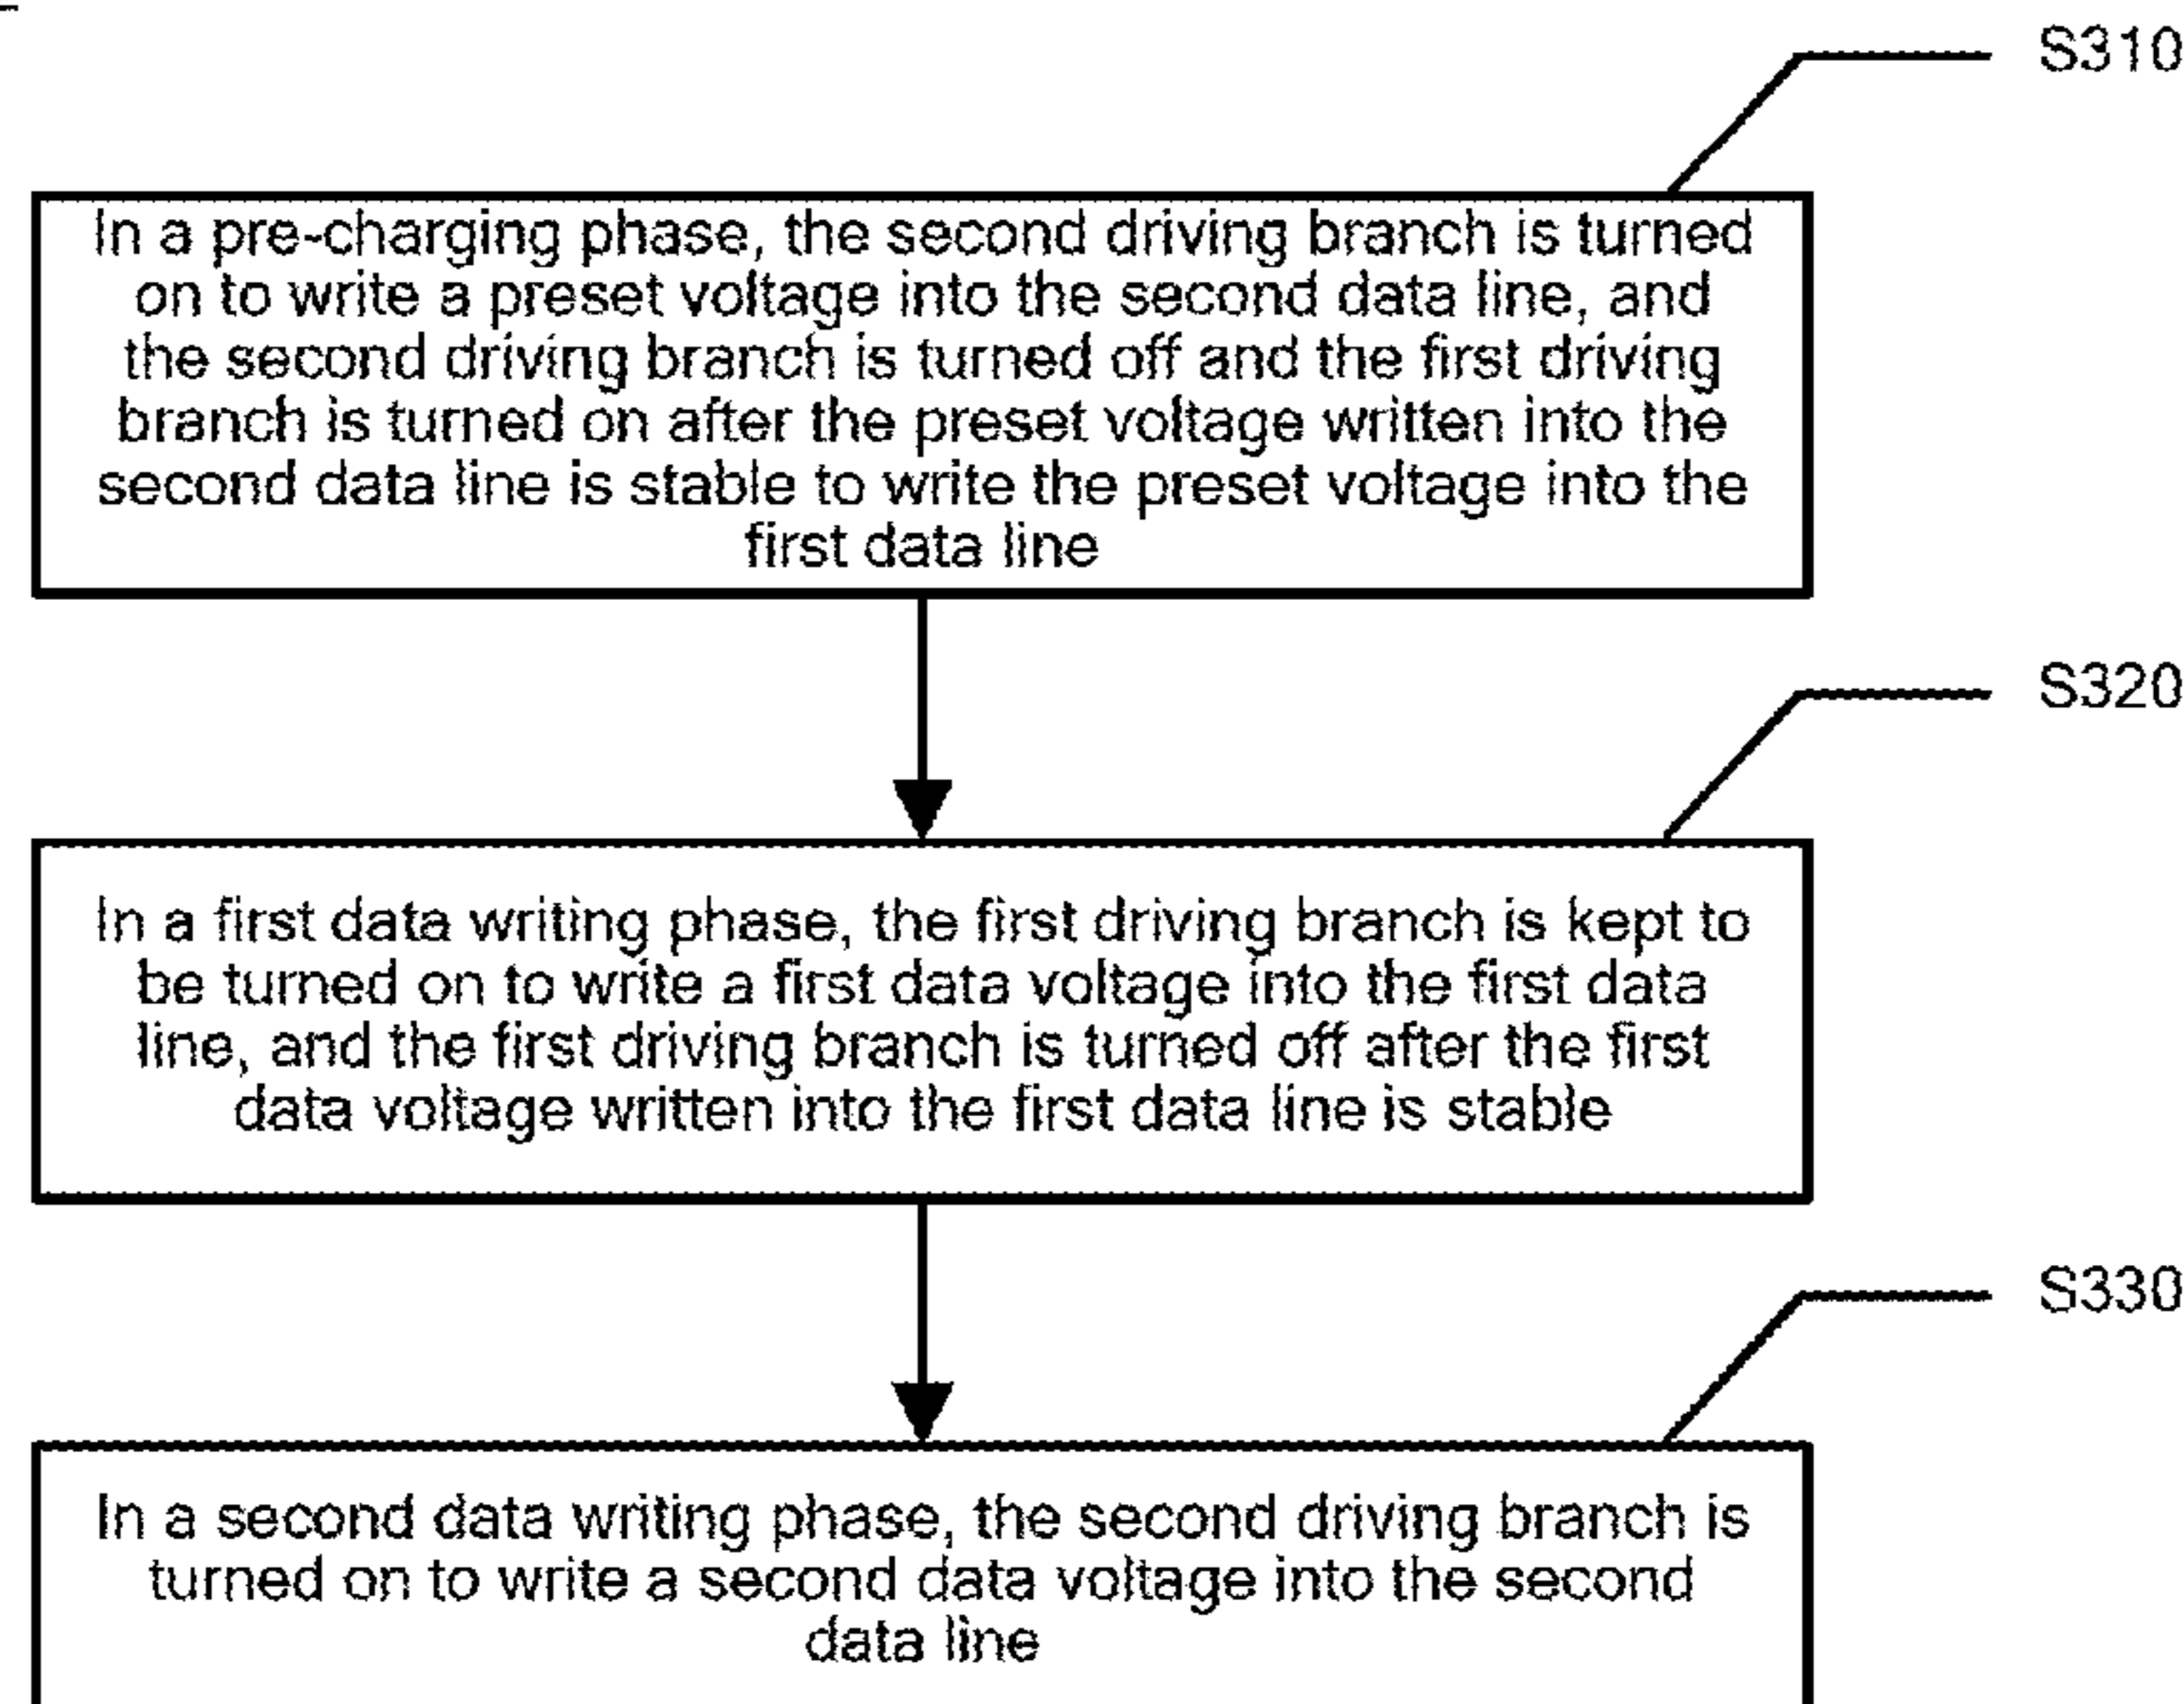 S310
In a pre-charging phase, the second driving branch is turned
on to write a preset voltage into the second data line, and
the second driving branch is turned off and the first driving
branch is turned on after the preset voltage written into the
second data line is stable to write the preset voltage into the
first data line
S320
In a first data writing phase, the first driving branch is kept to
be turned on to write a first data voltage into the first data
line, and the first driving branch is turned off after the first
data voltage written into the first data line is stable
S330
In a second data writing phase, the second driving branch is
turned on to write a second data voltage into the second
data line